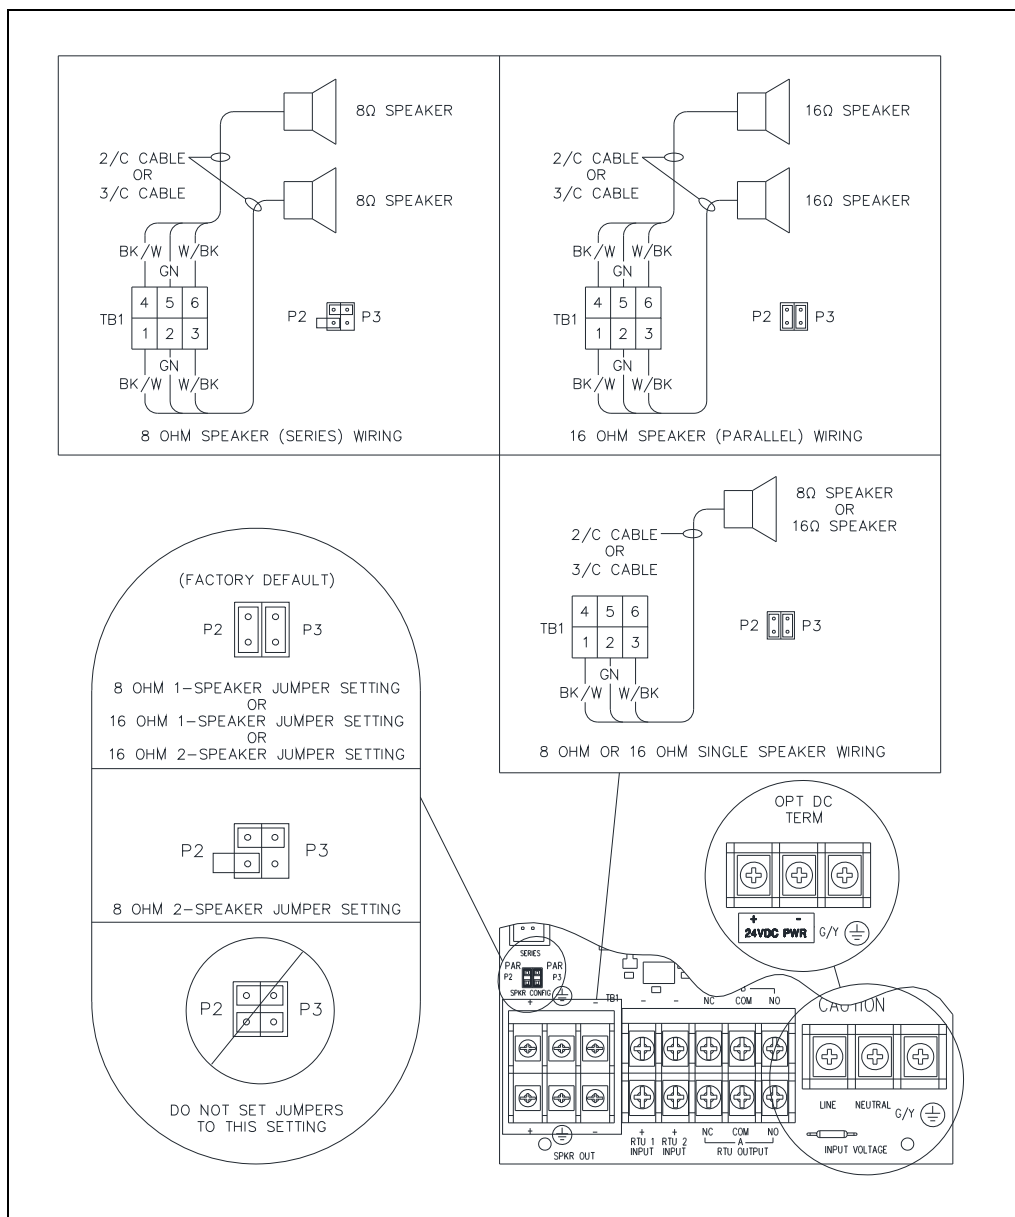 8Ω SPEAKER
2/C CABLE
OR
3/C CABLE
8Ω SPEAKER
BK/W W/BK
GN
4 5 6
TB1
1 2 3
P2 P3
GN
BK/W W/BK
8 OHM SPEAKER (SERIES) WIRING
16Ω SPEAKER
2/C CABLE
OR
3/C CABLE
16Ω SPEAKER
BK/W W/BK
GN
4 5 6
TB1
1 2 3
P2 P3
GN
BK/W W/BK
16 OHM SPEAKER (PARALLEL) WIRING
8Ω SPEAKER
OR
16Ω SPEAKER
2/C CABLE
OR
3/C CABLE
4 5 6
TB1
1 2 3
P2 P3
GN
BK/W W/BK
8 OHM OR 16 OHM SINGLE SPEAKER WIRING
(FACTORY DEFAULT)
P2 P3
8 OHM 1-SPEAKER JUMPER SETTING
OR
16 OHM 1-SPEAKER JUMPER SETTING
OR
16 OHM 2-SPEAKER JUMPER SETTING
P2 P3
8 OHM 2-SPEAKER JUMPER SETTING
P2 P3
DO NOT SET JUMPERS
TO THIS SETTING
OPT DC
TERM
+ -
24VDC PWR G/Y
SERIES
PAR PAR
P2 P3
SPKR CONFIG
+ - TB1 - - NC COM NO
CAUTION
LINE NEUTRAL G/Y
INPUT VOLTAGE
+ - + + NC COM NO
SPKR OUT
RTU 1
INPUT
RTU 2
INPUT
A
RTU OUTPUT